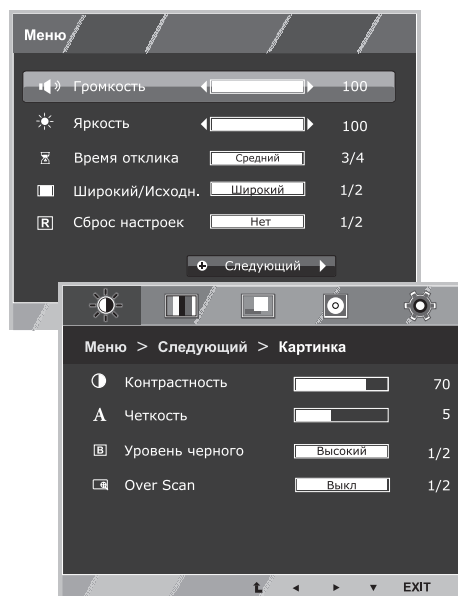 Меню
Громкость 100
Яркость 100
Время отклика Средний 3/4
Широкий/Исходн. Широкий 1/2
R Сброс настроек Нет 1/2
Следующий
Меню > Следующий > Картинка
Контрастность 70
A Четкость 5
B Уровень черного Высокий 1/2
Over Scan Выкл 1/2
EXIT